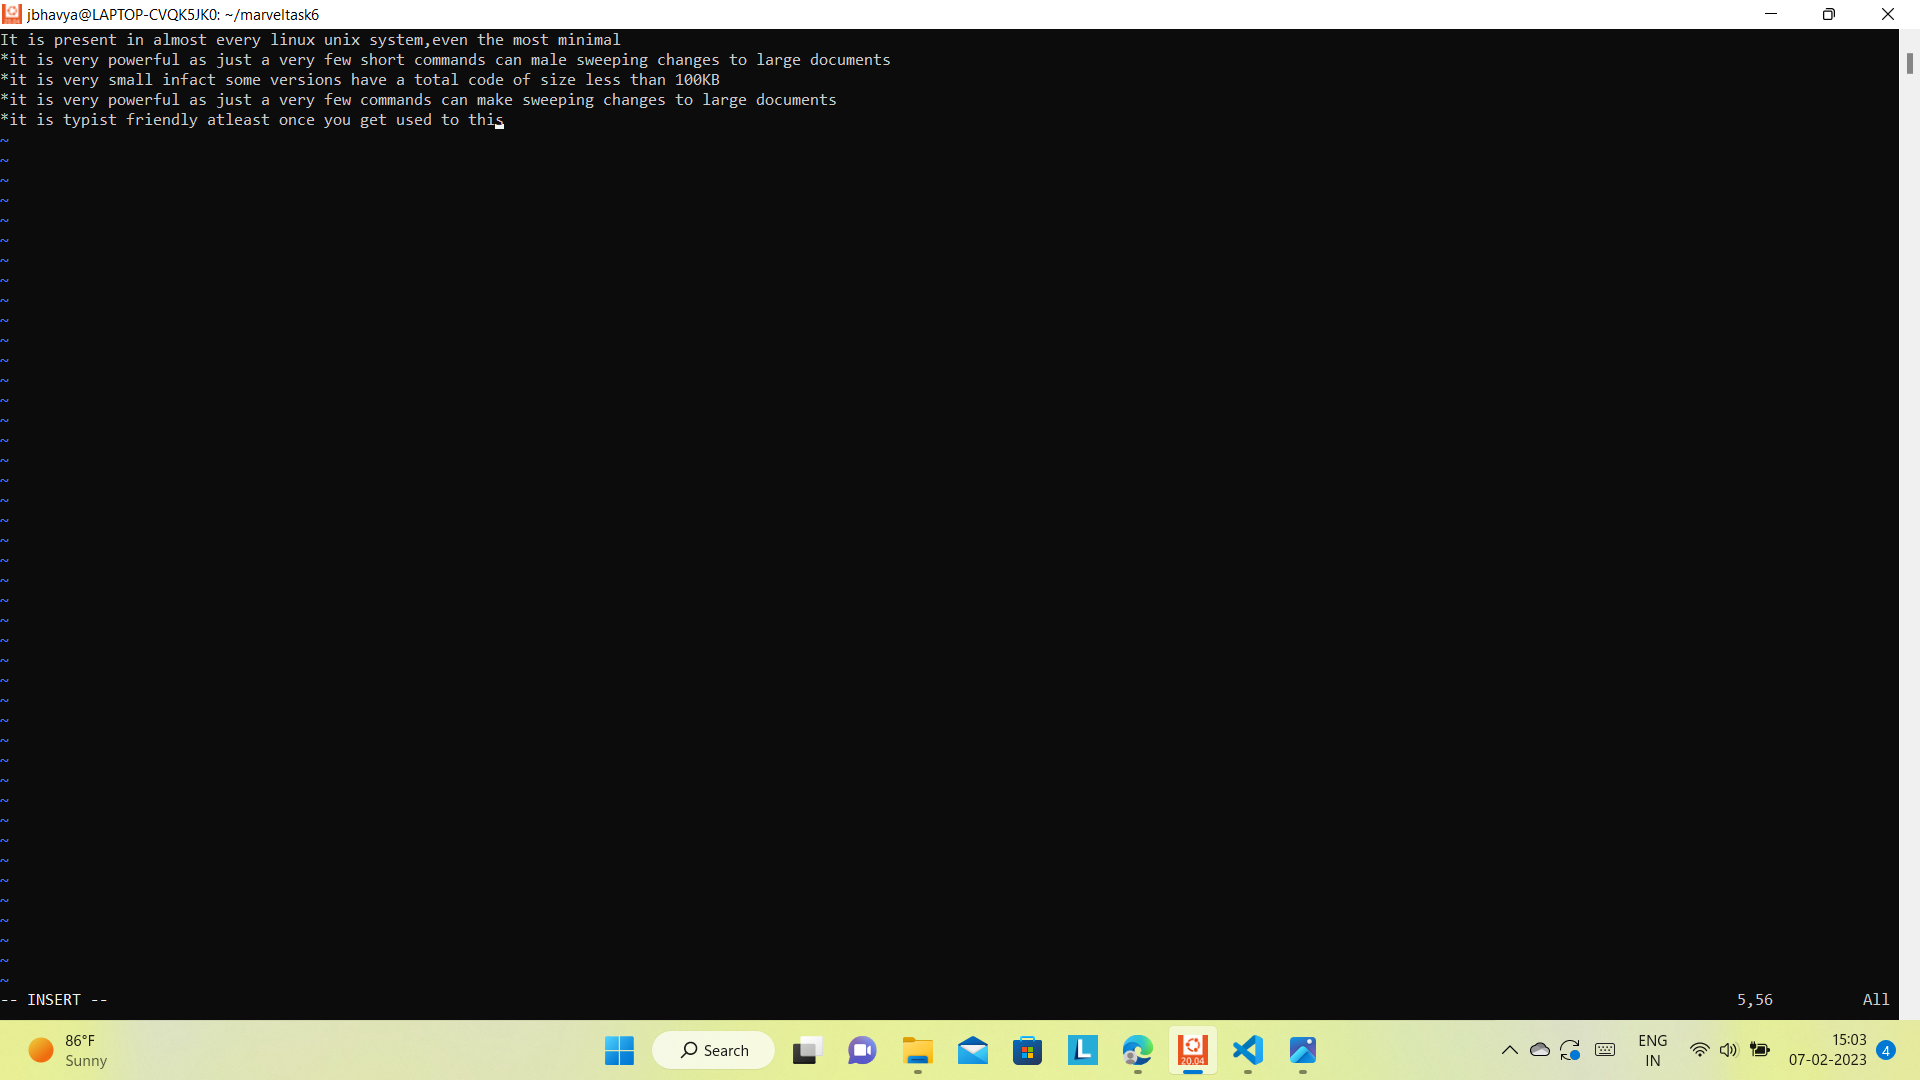 jbhavya@LAPTOP-CVQK5JK0: ~/marveltask6
It is present in almost every linux unix system,even the most minimal
*it is very powerful as just a very few short commands can male sweeping changes to large documents
*it is very small infact some versions have a total code of size less than 100KB
*it is very powerful as just a very few commands can make sweeping changes to large documents
*it is typist friendly atleast once you get used to this
-- INSERT -- 5,56 All
86°F
Sunny
Search
20.04
ENG
IN
15:03
07-02-2023
4